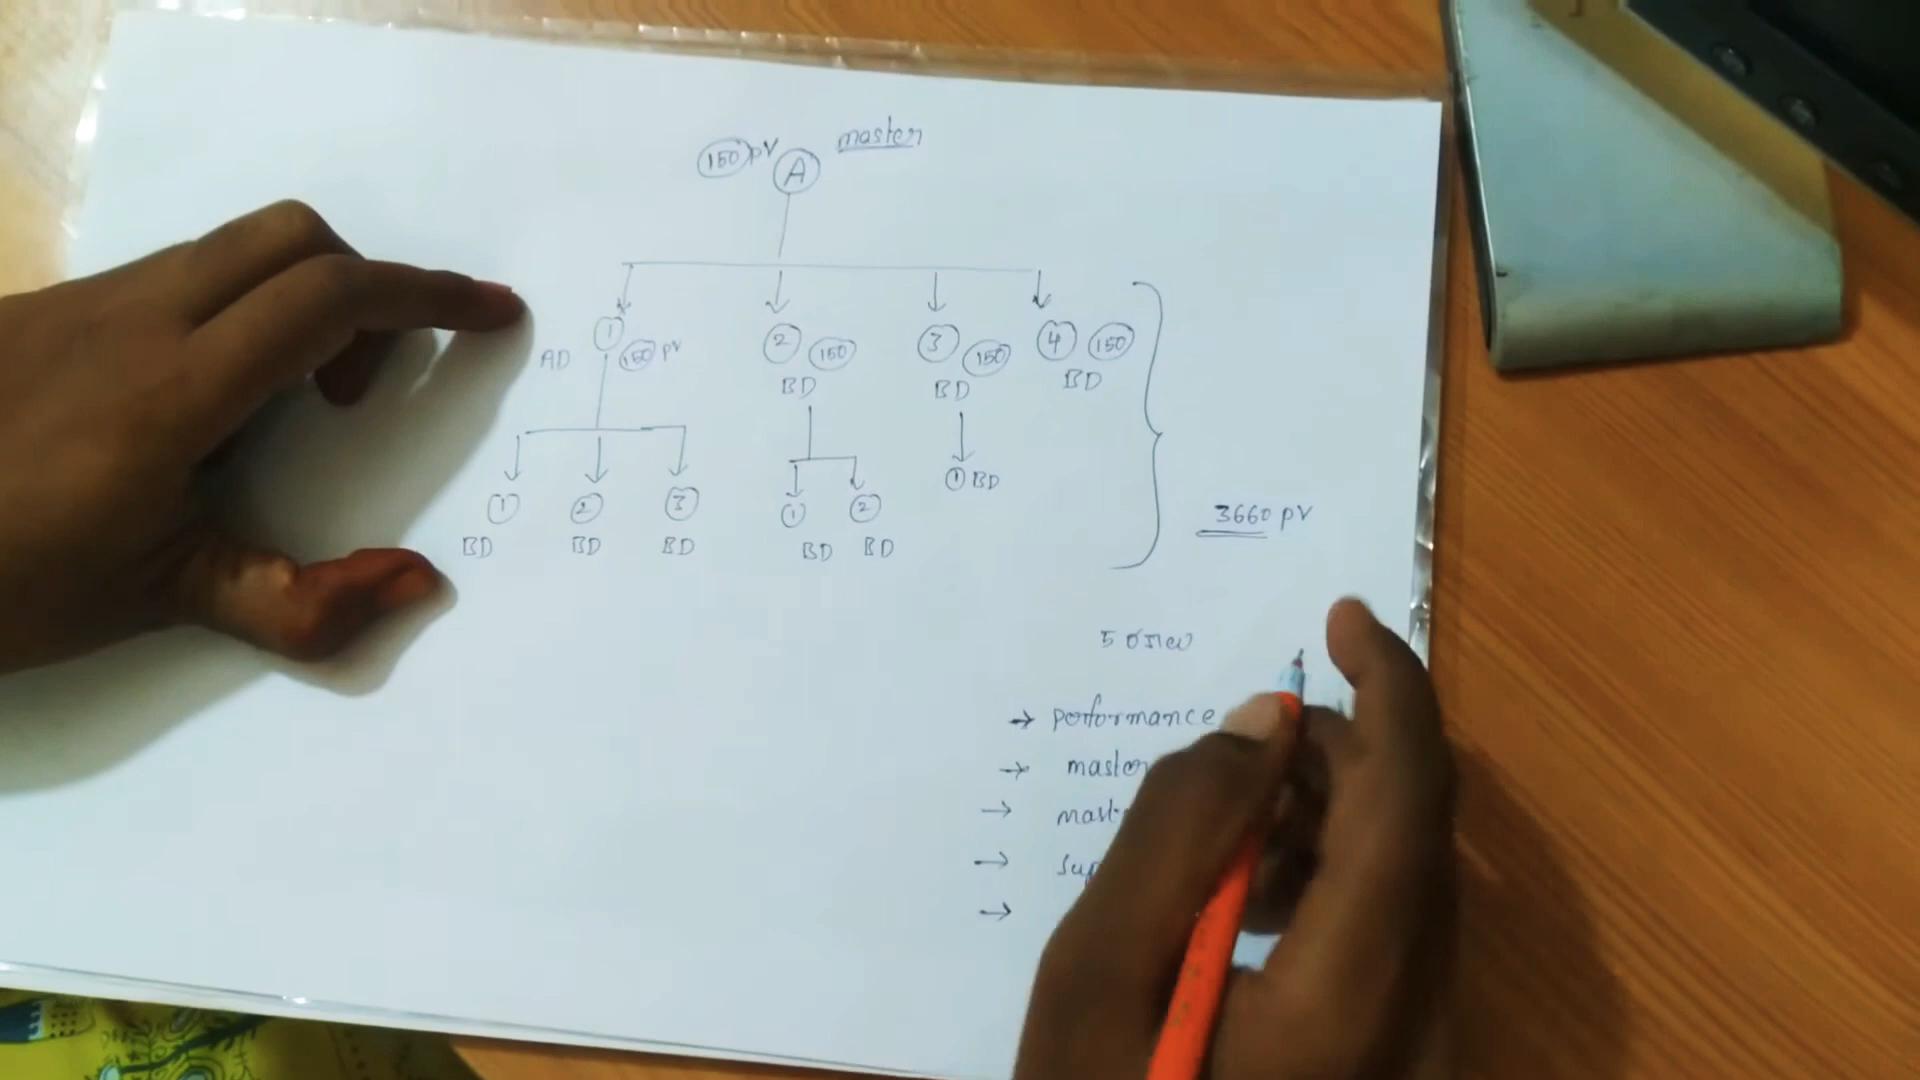 150 PV A master
1 2 150 3 150 4 150
AD 150 PV BD BD BD
1 BD
1 2 3 1 2
BD BD BD BD BD
3660 PV
5
→ performance
→ master
→
→
→